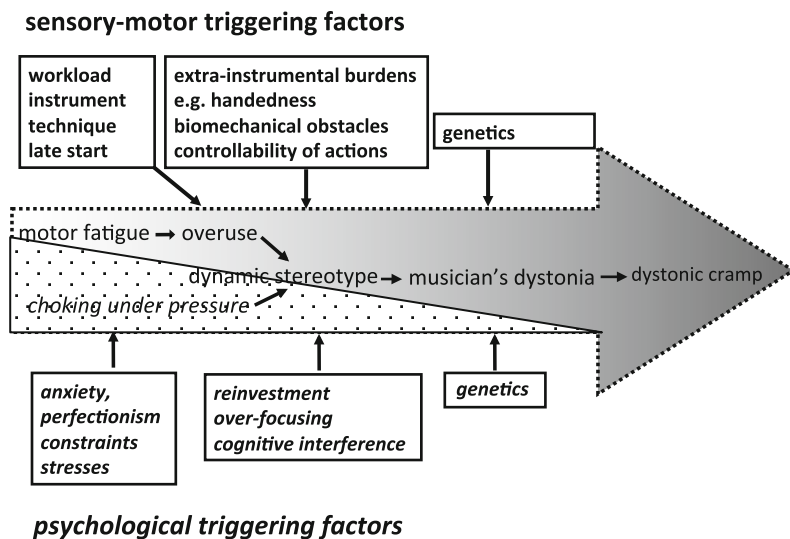 sensory-motor triggering factors
workload
instrument
technique
late start
extra-instrumental burdens
e.g. handedness
biomechanical obstacles
controllability of actions
genetics
motor fatigue
overuse
dynamic stereotype
musician's dystonia
dystonic cramp
choking under pressure
anxiety,
perfectionism
constraints
stresses
reinvestment
over-focusing
cognitive interference
genetics
psychological triggering factors